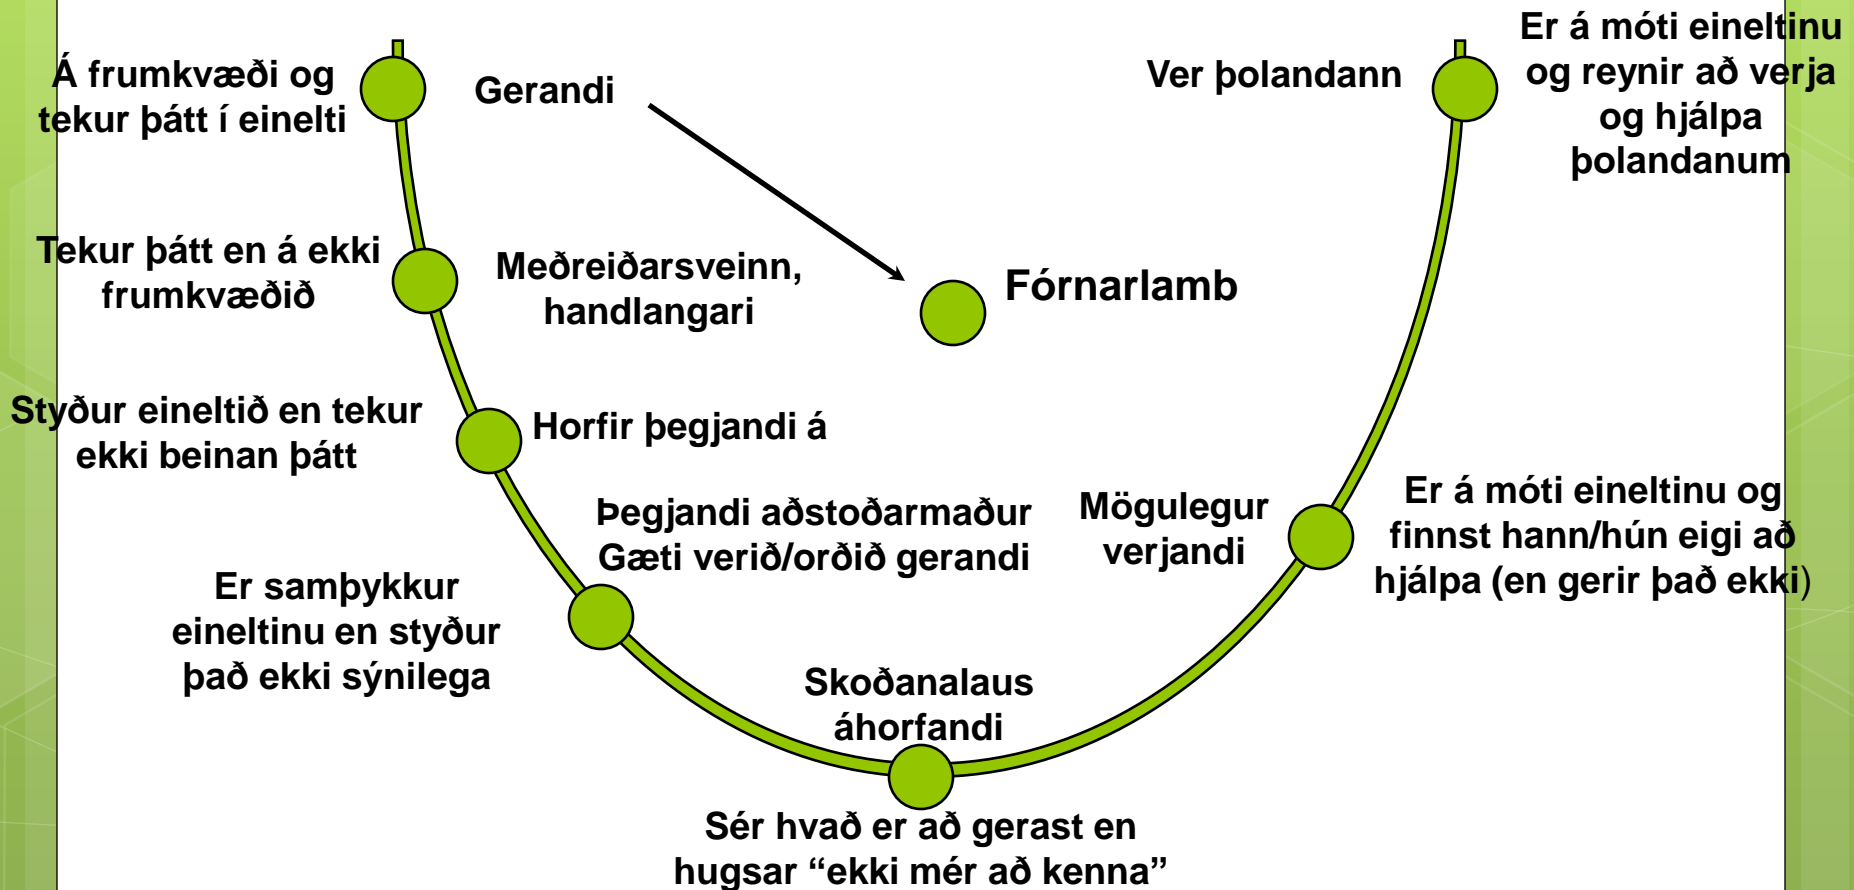 Á frumkvæði og
tekur þátt í einelti
Gerandi
Ver þolandann
Er á móti eineltinu
og reynir að verja
og hjálpa
þolandanum
Tekur þátt en á ekki
frumkvæðið
Meðreiðarsveinn,
handlangari
Fórnarlamb
Styður eineltið en tekur
ekki beinan þátt
Horfir þegjandi á
Þegjandi aðstoðarmaður
Gæti verið/orðið gerandi
Mögulegur
verjandi
Er á móti eineltinu og
finnst hann/hún eigi að
hjálpa (en gerir það ekki)
Er samþykkur
eineltinu en styður
það ekki sýnilega
Skoðanalaus
áhorfandi
Sér hvað er að gerast en
hugsar “ekki mér að kenna”